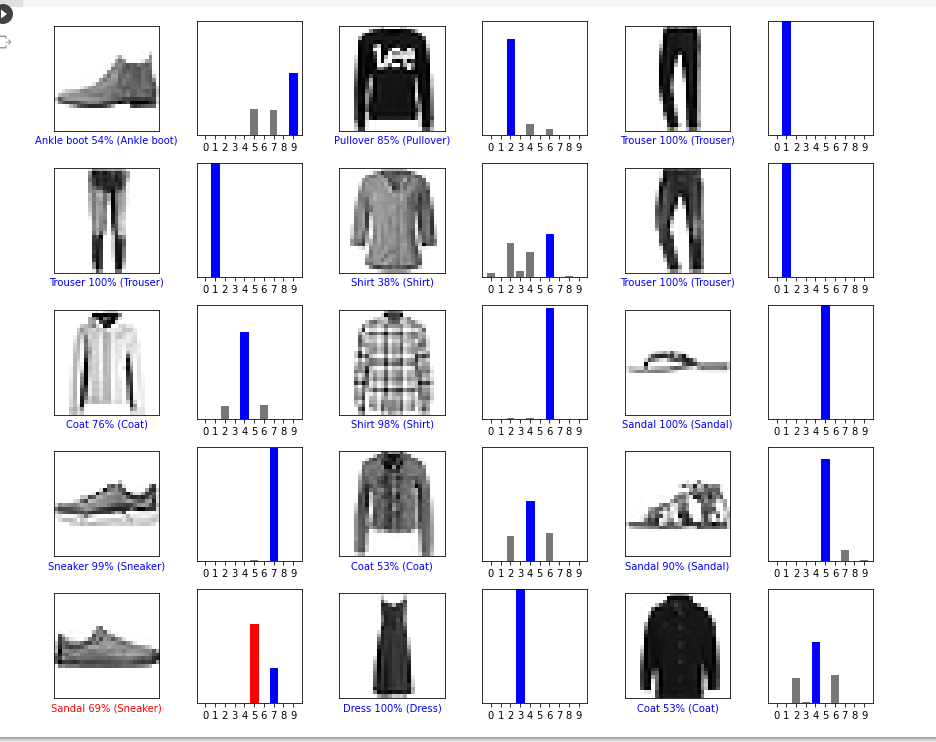 Lee
0 1 2 3 4 5 6 7 8 9 0 1 2 3 4 5 6 7 8 9 0 1 2 3 4 5 6 7 8 9
Ankle boot 54% (Ankle boot) Pullover 85% (Pullover) Trouser 100% (Trouser)
0 1 2 3 4 5 6 7 8 9 0 1 2 3 4 5 6 7 8 9 0 1 2 3 4 5 6 7 8 9
Trouser 100% (Trouser) Shirt 38% (Shirt) Trouser 100% (Trouser)
0 1 2 3 4 5 6 7 8 9 0 1 2 3 4 5 6 7 8 9 0 1 2 3 4 5 6 7 8 9
Coat 76% (Coat) Shirt 98% (Shirt) Sandal 100% (Sandal)
0 1 2 3 4 5 6 7 8 9 0 1 2 3 4 5 6 7 8 9 0 1 2 3 4 5 6 7 8 9
Sneaker 99% (Sneaker) Coat 53% (Coat) Sandal 90% (Sandal)
0 1 2 3 4 5 6 7 8 9 0 1 2 3 4 5 6 7 8 9 0 1 2 3 4 5 6 7 8 9
Sandal 69% (Sneaker) Dress 100% (Dress) Coat 53% (Coat)